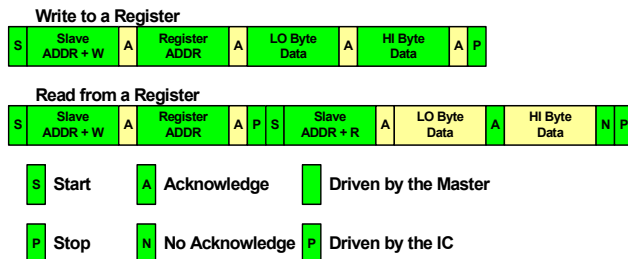 Write to a Register
S Slave ADDR + W A Register ADDR A LO Byte Data A HI Byte Data A P
Read from a Register
S Slave ADDR + W A Register ADDR A P S Slave ADDR + R A LO Byte Data A HI Byte Data N P
S Start A Acknowledge Driven by the Master
P Stop N No Acknowledge P Driven by the IC